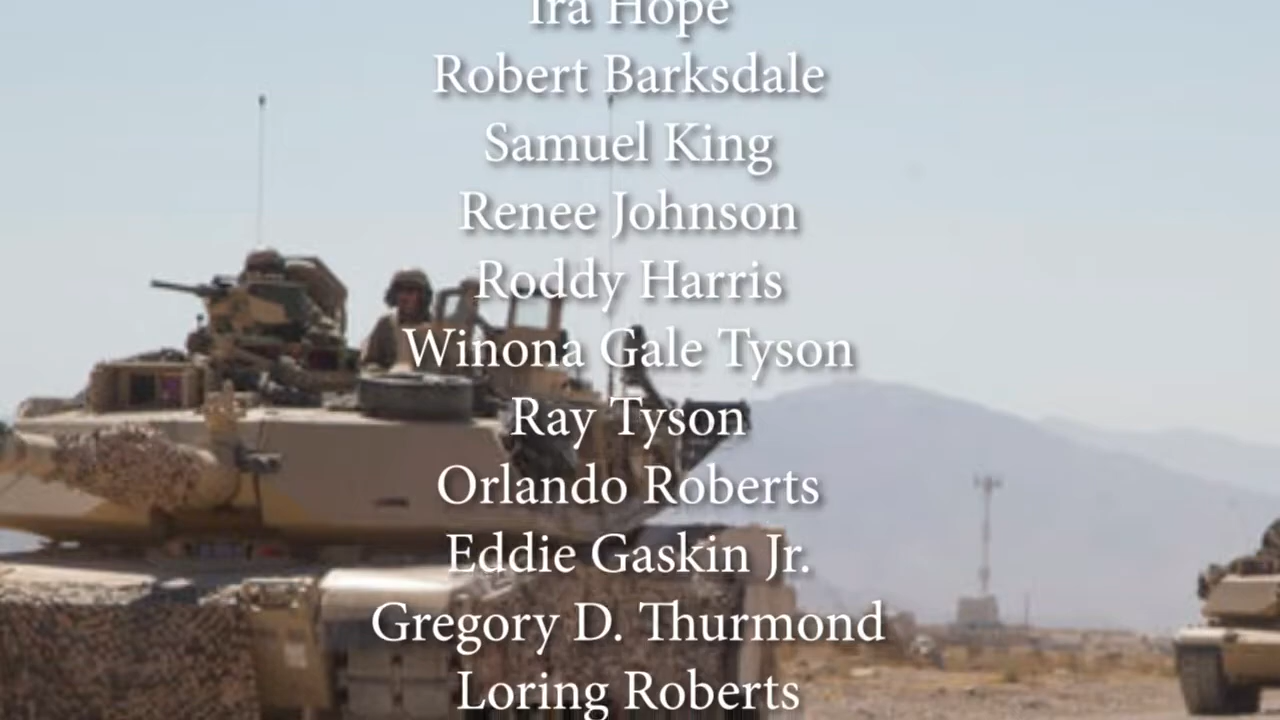 Ira Hope
Robert Barksdale
Samuel King
Renee Johnson
Roddy Harris
Winona Gale Tyson
Ray Tyson
Orlando Roberts
Eddie Gaskin Jr.
Gregory D. Thurmond
Loring Roberts